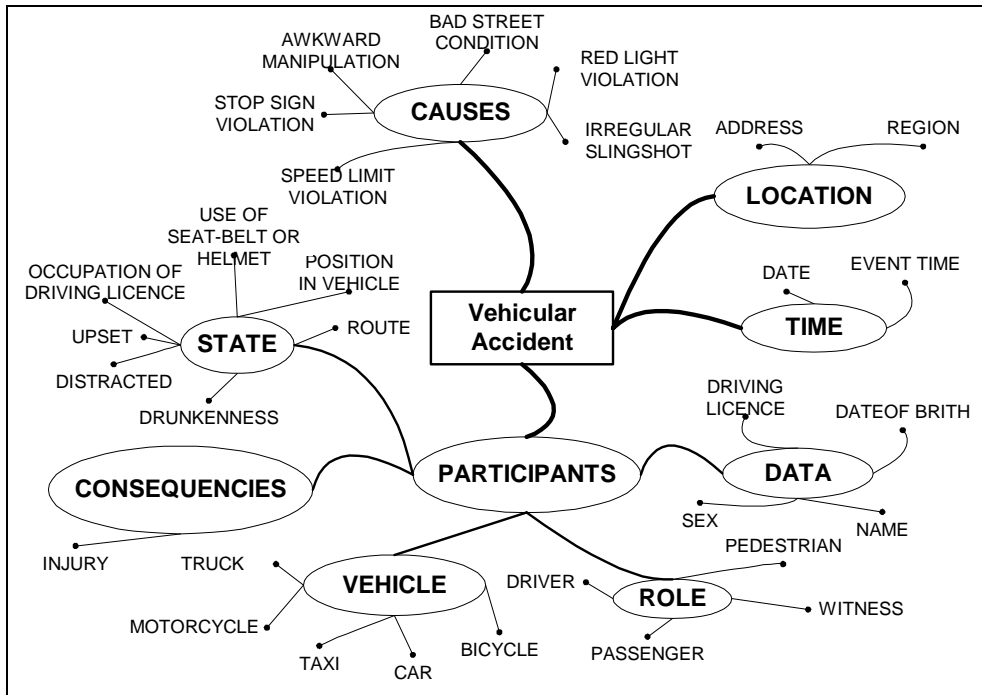 BAD STREET
CONDITION
AWKWARD
MANIPULATION
RED LIGHT
VIOLATION
STOP SIGN
VIOLATION
CAUSES
IRREGULAR
SLINGSHOT
SPEED LIMIT
VIOLATION
ADDRESS
REGION
LOCATION
USE OF
SEAT-BELT OR
HELMET
OCCUPATION OF
DRIVING LICENCE
POSITION
IN VEHICLE
UPSET
STATE
ROUTE
DISTRACTED
DRUNKENNESS
Vehicular
Accident
DATE
EVENT TIME
TIME
DRIVING
LICENCE
DATEOF BRITH
DATA
SEX
NAME
PARTICIPANTS
CONSEQUENCIES
INJURY
TRUCK
VEHICLE
MOTORCYCLE
TAXI
CAR
BICYCLE
PEDESTRIAN
DRIVER
ROLE
WITNESS
PASSENGER